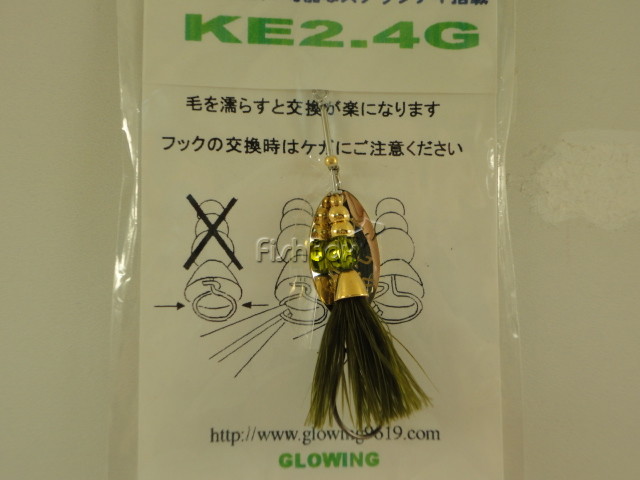 KE2.4G
毛を濡らすと交換が楽になります
フックの交換時はケガにご注意ください
http://www.glowing9619.com
GLOWING